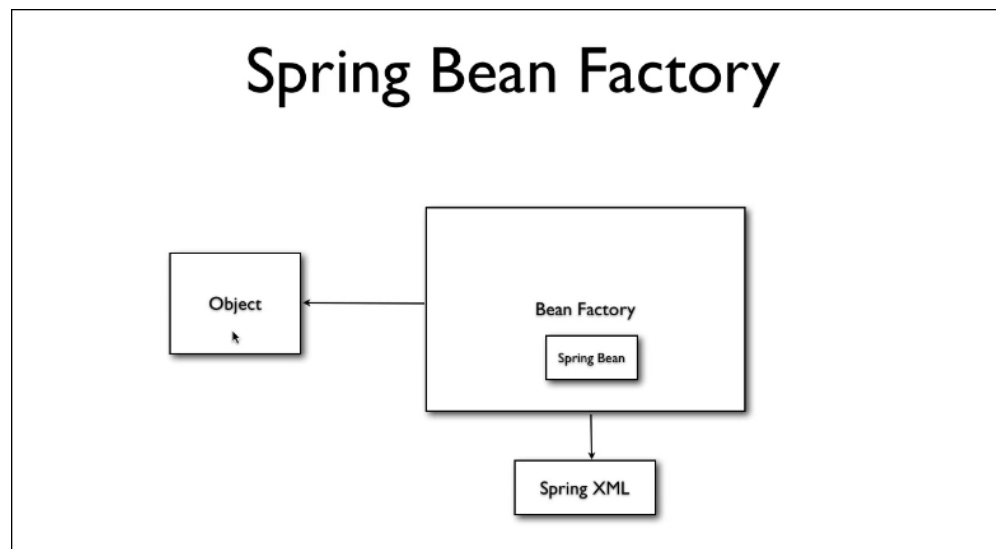 Spring Bean Factory
Object
Bean Factory
Spring Bean
Spring XML